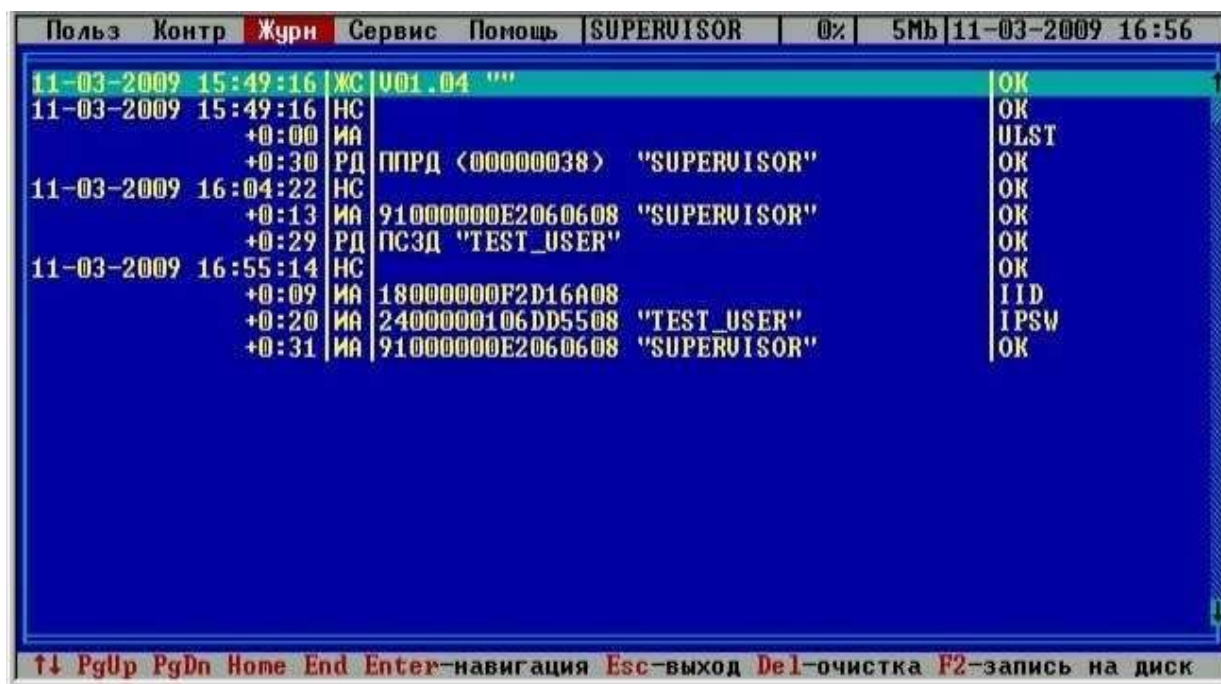 Польз Контр Журн Сервис Помощь |SUPERVISOR | 0% | 5Mb|11-03-2009 16:56
11-03-2009 15:49:16|ЖС|V01.04 "" |OK
11-03-2009 15:49:16|НС| |OK
+0:00|ИА| |ULST
+0:30|РД|ППРД <00000038> "SUPERVISOR" |OK
11-03-2009 16:04:22|НС| |OK
+0:13|ИА|91000000E2060608 "SUPERVISOR" |OK
+0:29|РД|ПСЗД "TEST_USER" |OK
11-03-2009 16:55:14|НС| |OK
+0:09|ИА|18000000F2D16A08 |IID
+0:20|ИА|2400000106DD5508 "TEST_USER" |IPSW
+0:31|ИА|91000000E2060608 "SUPERVISOR" |OK
↑↓ PgUp PgDn Home End Enter-навигация Esc-выход Del-очистка F2-запись на диск